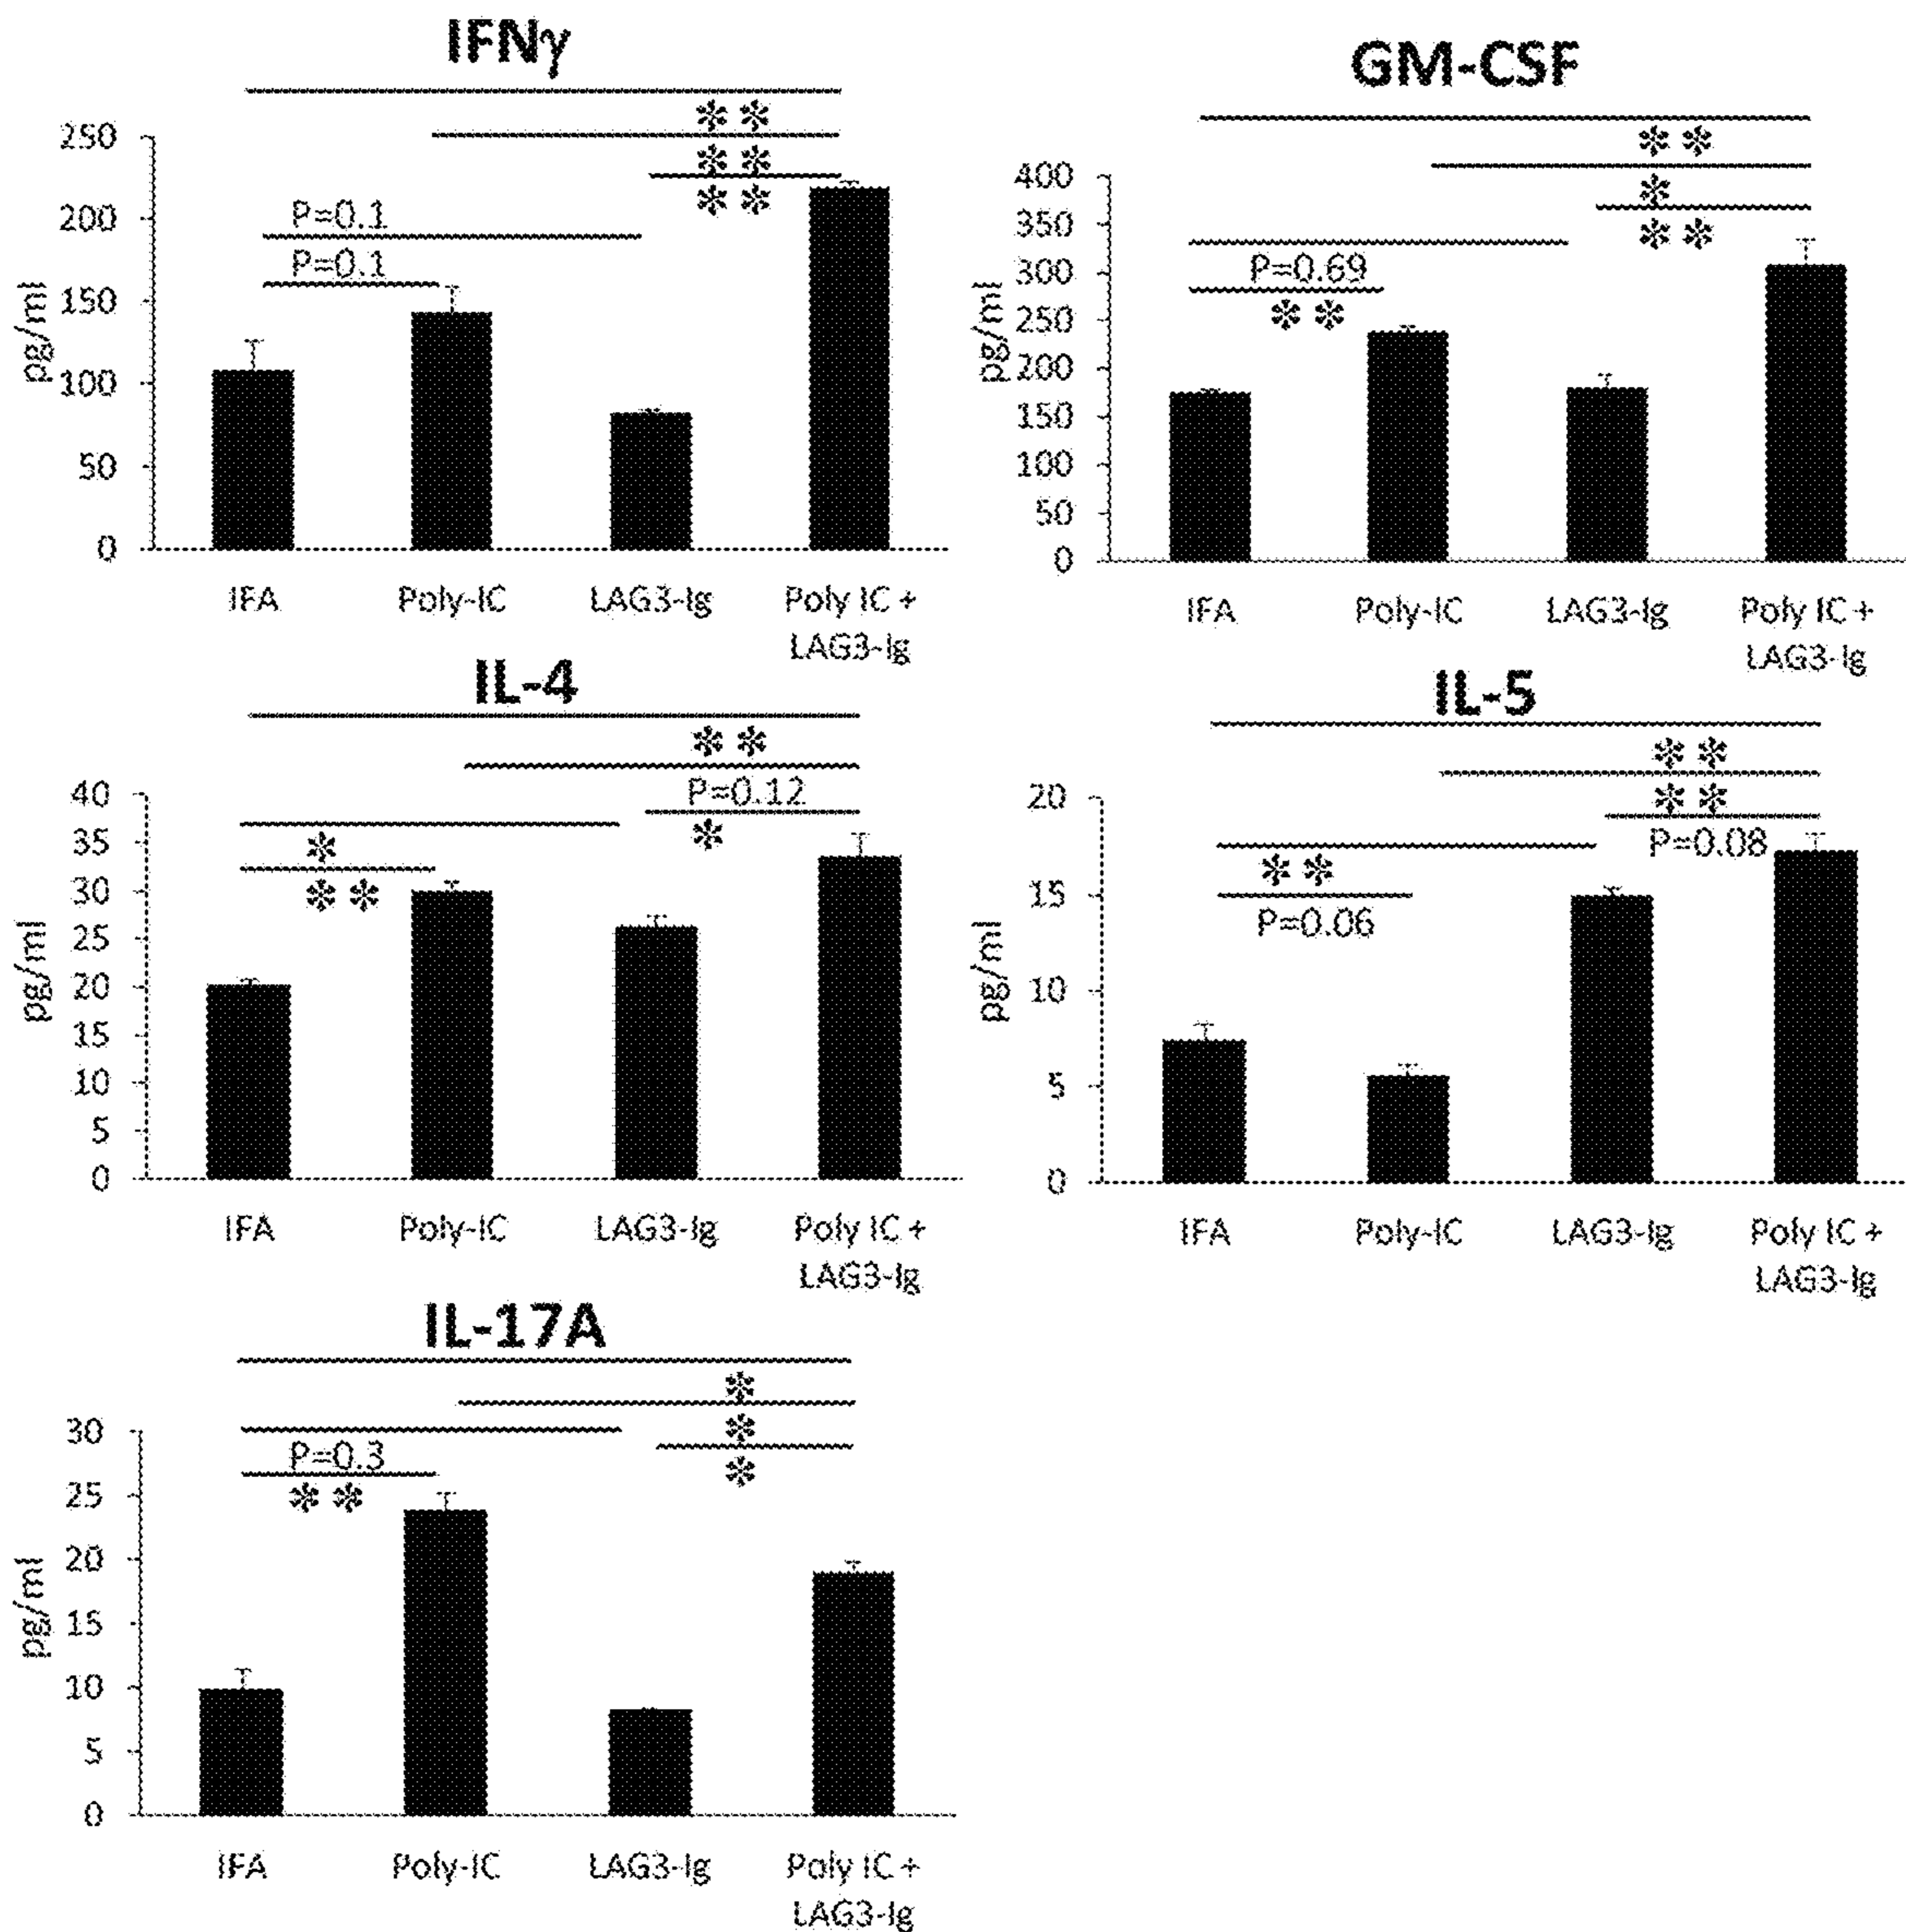 IFNγ
* *
* *
* *
P=0.1
P=0.1
250
200
150
100
50
0
pg/ml
IFA
Poly-IC
LAG3-Ig
Poly IC +
LAG3-Ig
GM-CSF
* *
*
* *
P=0.69
* *
400
350
300
250
200
150
100
50
0
pg/ml
IFA
Poly-IC
LAG3-Ig
Poly IC +
LAG3-Ig
IL-4
* *
P=0.12
*
*
* *
40
35
30
25
20
15
10
5
0
pg/ml
IFA
Poly-IC
LAG3-Ig
Poly IC +
LAG3-Ig
IL-5
* *
* *
P=0.08
* *
P=0.06
20
15
10
5
0
pg/ml
IFA
Poly-IC
LAG3-Ig
Poly IC +
LAG3-Ig
IL-17A
*
*
*
P=0.3
* *
30
25
20
15
10
5
0
pg/ml
IFA
Poly-IC
LAG3-Ig
Poly IC +
LAG3-Ig